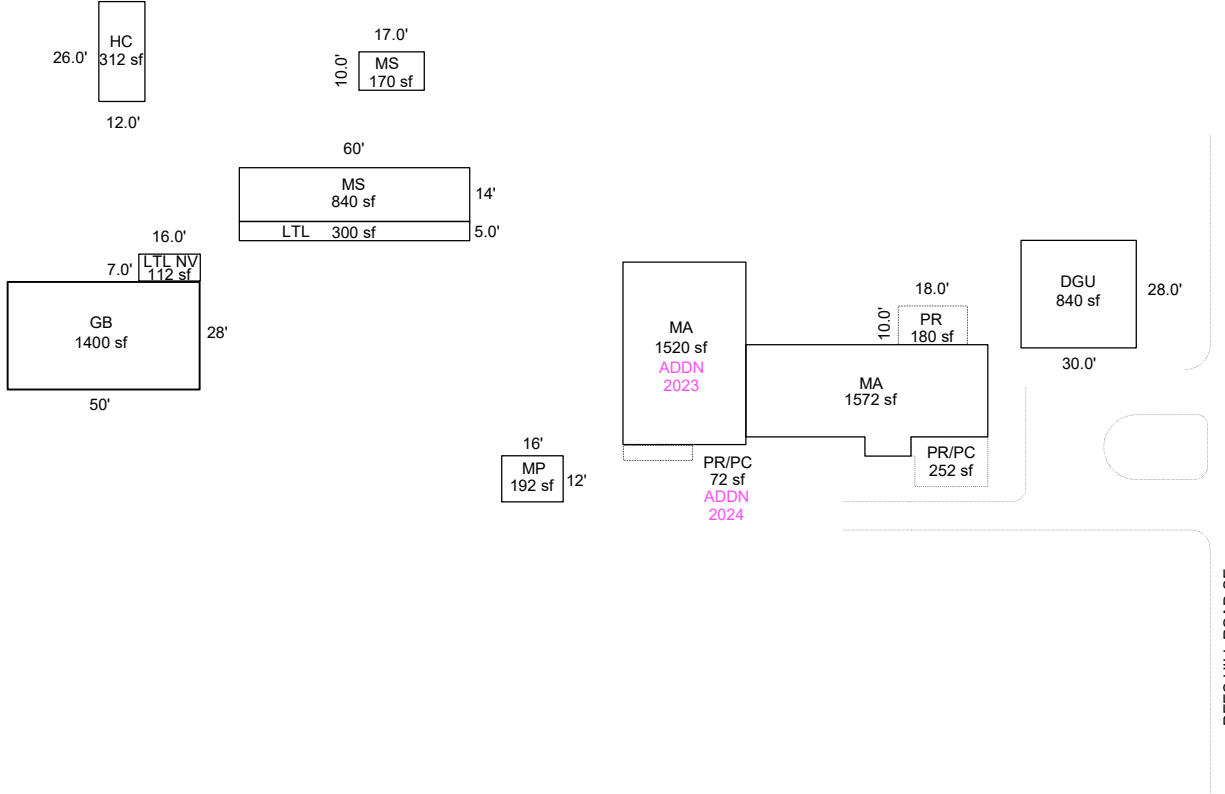 HC
312 sf
26.0'
12.0'
17.0'
10.0'
MS
170 sf
60'
MS
840 sf
14'
LTL 300 sf
5.0'
16.0'
7.0'
LTL NV
112 sf
GB
1400 sf
28'
50'
MA
1520 sf
ADDN
2023
18.0'
10.0'
PR
180 sf
MA
1572 sf
DGU
840 sf
28.0'
30.0'
16'
MP
192 sf
12'
PR/PC
72 sf
ADDN
2024
PR/PC
252 sf